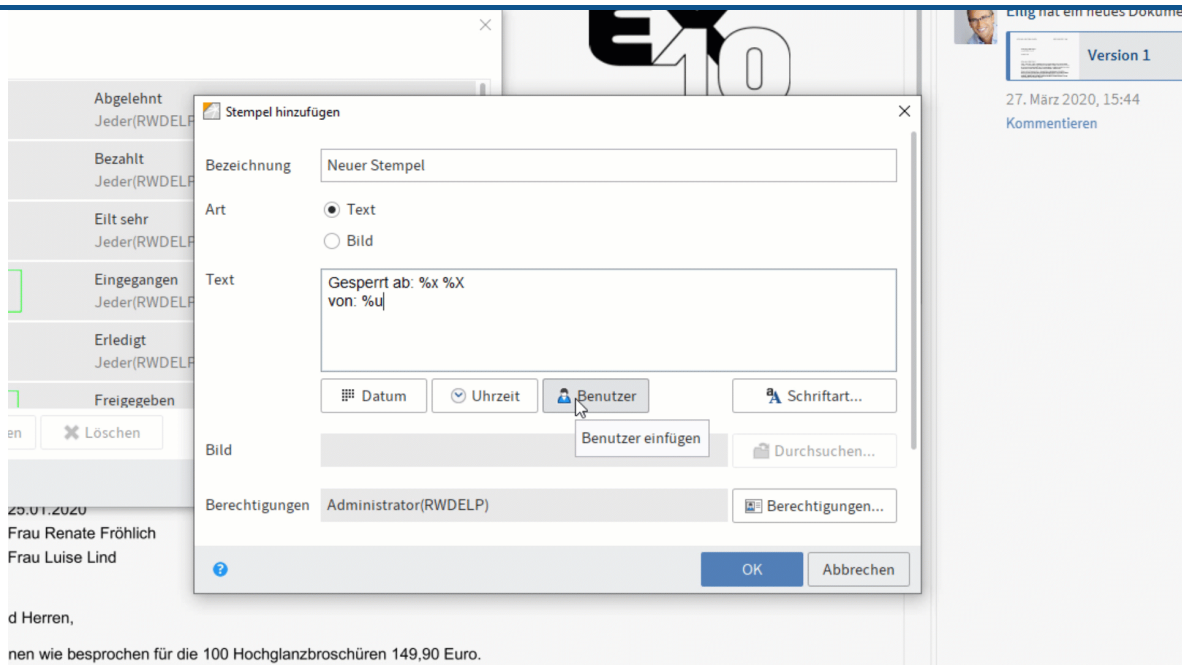 Einig hat ein neues Dokume
Version 1
27. März 2020, 15:44
Kommentieren
EX
10
Abgelehnt
Jeder(RWDELP
Bezahlt
Jeder(RWDELP
Eilt sehr
Jeder(RWDELP
Eingegangen
Jeder(RWDELP
Erledigt
Jeder(RWDELP
Freigegeben
en
Löschen
Stempel hinzufügen
Bezeichnung
Neuer Stempel
Art
Text
Bild
Text
Gesperrt ab: %x %X
von: %u
Datum
Uhrzeit
Benutzer
Schriftart...
Benutzer einfügen
Bild
Durchsuchen...
Berechtigungen
Administrator(RWDELP)
Berechtigungen...
OK
Abbrechen
25.01.2020
Frau Renate Fröhlich
Frau Luise Lind
d Herren,
nen wie besprochen für die 100 Hochglanzbroschüren 149,90 Euro.